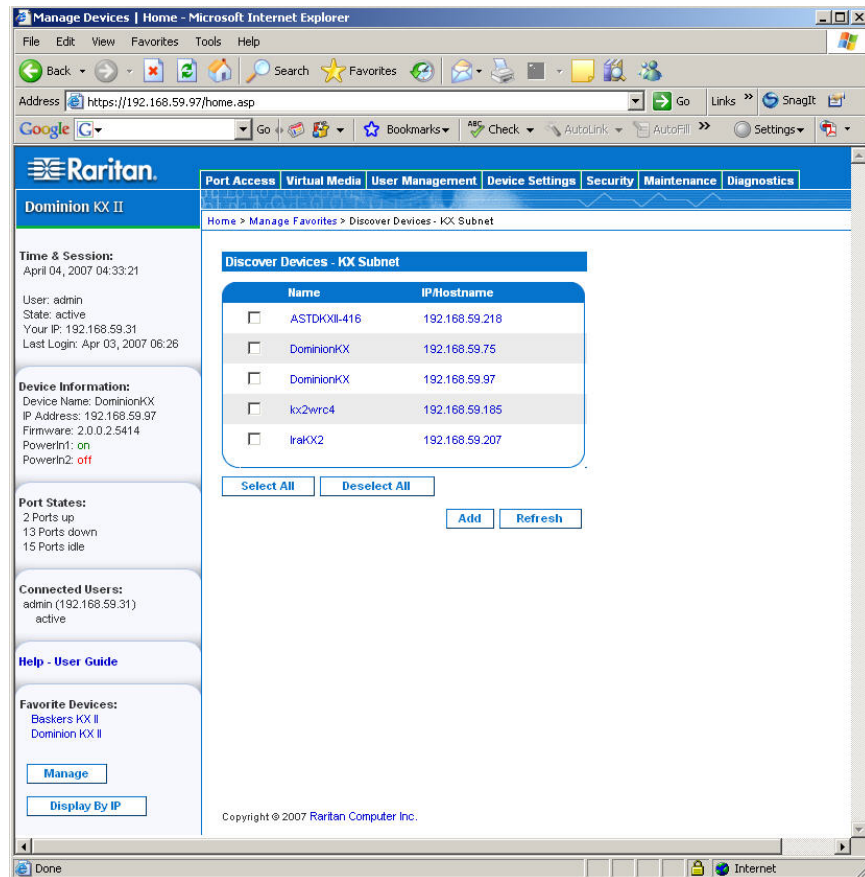 Manage Devices | Home - Microsoft Internet Explorer
File Edit View Favorites Tools Help
Back Search Favorites
Address https://192.168.59.97/home.asp Go Links » SnagIt
Google G Go Bookmarks ABC Check AutoLink AutoFill » Settings
Raritan.
Port Access Virtual Media User Management Device Settings Security Maintenance Diagnostics
Dominion KX II
Home > Manage Favorites > Discover Devices - KX Subnet
Time & Session:
April 04, 2007 04:33:21
User: admin
State: active
Your IP: 192.168.59.31
Last Login: Apr 03, 2007 06:26
Device Information:
Device Name: DominionKX
IP Address: 192.168.59.97
Firmware: 2.0.0.2.5414
PowerIn1: on
PowerIn2: off
Port States:
2 Ports up
13 Ports down
15 Ports idle
Connected Users:
admin (192.168.59.31)
active
Help - User Guide
Favorite Devices:
Baskers KX II
Dominion KX II
Manage
Display By IP
Discover Devices - KX Subnet
Name IP/Hostname
ASTDKXII-416 192.168.59.218
DominionKX 192.168.59.75
DominionKX 192.168.59.97
kx2wrc4 192.168.59.185
IraKX2 192.168.59.207
Select All Deselect All
Add Refresh
Copyright © 2007 Raritan Computer Inc.
Done Internet